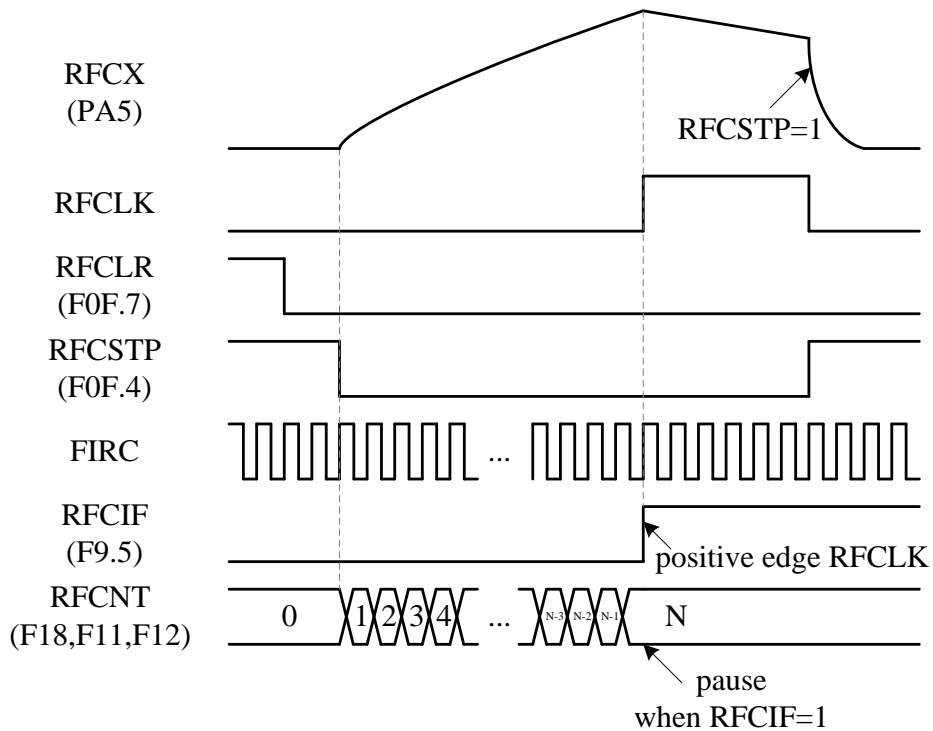 RFCX
(PA5)
RFCSTP=1
RFCLK
RFCLR
(F0F.7)
RFCSTP
(F0F.4)
FIRC
...
RFCIF
(F9.5)
positive edge RFCLK
RFCNT
(F18,F11,F12)
0 1 2 3 4 ... N-3 N-2 N-1 N
pause
when RFCIF=1